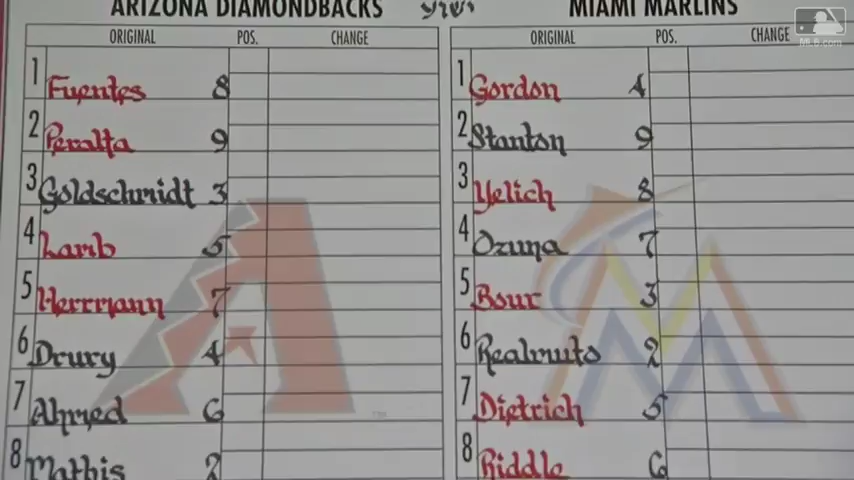 ARIZONA DIAMONDBACKS ישוע MIAMI MARLINS
MLB.com
ORIGINAL POS. CHANGE ORIGINAL POS. CHANGE
1 Fuentes 8 1 Gordon 4
2 Peralta 9 2 Stanton 9
3 Goldschmidt 3 3 Yelich 8
4 Lamb 5 4 Ozuna 7
5 Herrmann 7 5 Bour 3
6 Drury 4 6 Realmuto 2
7 Ahmed 6 7 Dietrich 5
8 Mathis 2 8 Riddle 6